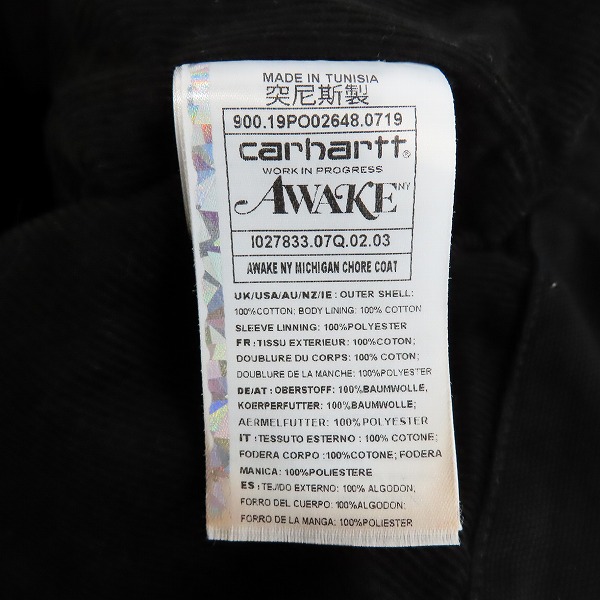 MADE IN TUNISIA
突尼斯製
900.19PO02648.0719
carhartt®
WORK IN PROGRESS
AWAKE NY
I027833.07Q.02.03
AWAKE NY MICHIGAN CHORE COAT
UK/USA/AU/NZ/IE: OUTER SHELL:
100%COTTON; BODY LINING: 100% COTTON
SLEEVE LINNING: 100%POLYESTER
FR: TISSU EXTERIEUR: 100%COTON;
DOUBLURE DU CORPS: 100% COTON;
DOUBLURE DE LA MANCHE: 100%POLYESTER
DE/AT: OBERSTOFF: 100%BAUMWOLLE,
KOERPERFUTTER: 100%BAUMWOLLE;
AERMELFUTTER: 100% POLYESTER
IT: TESSUTO ESTERNO : 100% COTONE;
FODERA CORPO :100%COTONE; FODERA
MANICA: 100%POLIESTERE
ES: TEJIDO EXTERNO: 100% ALGODON;
FORRO DEL CUERPO: 100%ALGODON;
FORRO DE LA MANGA: 100%POLIESTER